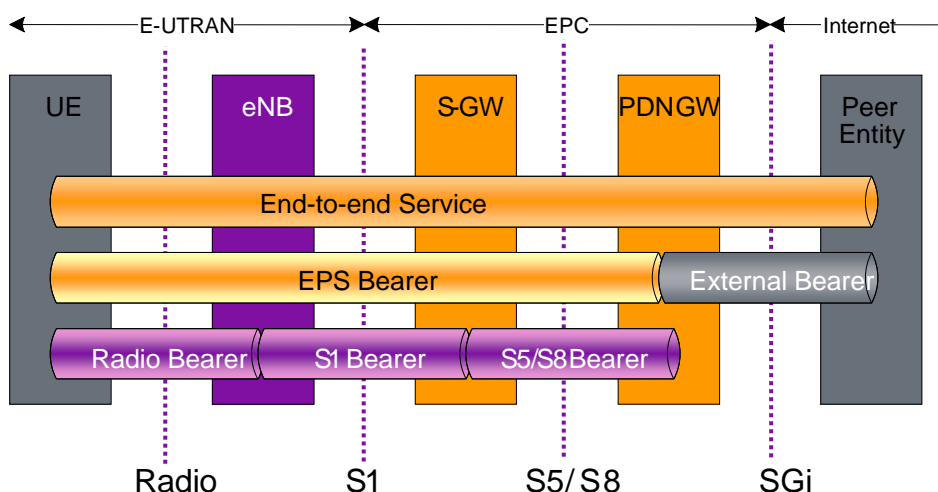 E-UTRAN EPC Internet
UE eNB S-GW PDNGW Peer
Entity
End-to-end Service
EPS Bearer External Bearer
Radio Bearer S1 Bearer S5/S8Bearer
Radio S1 S5/S8 SGi